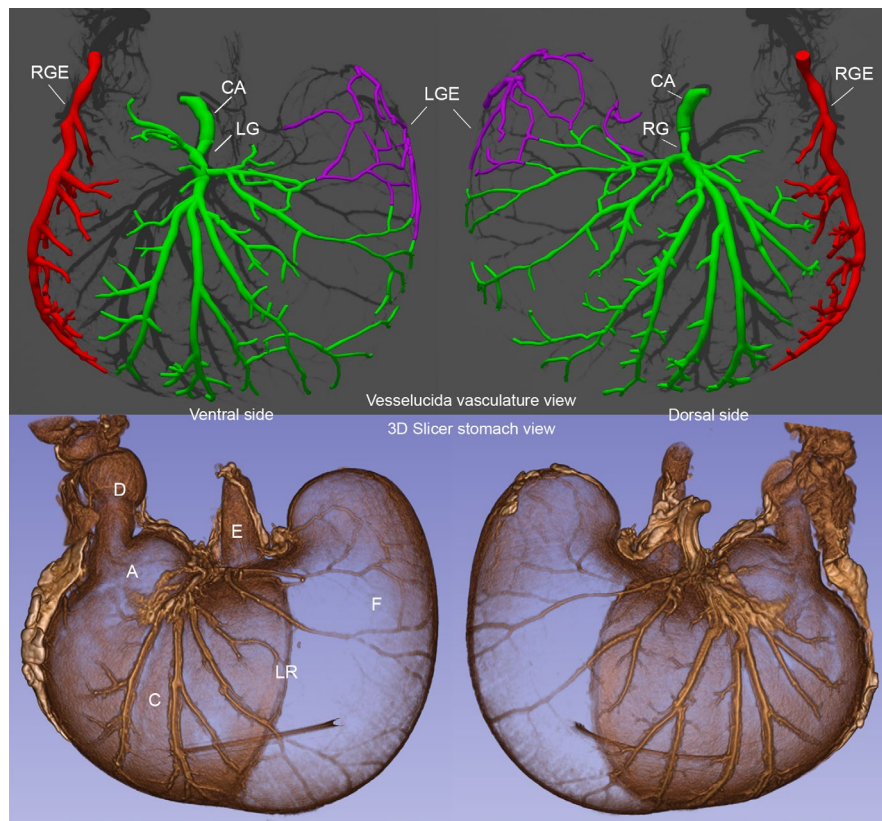 RGE
CA
LG
LGE
CA
RG
RGE
Vesselucida vasculature view
Ventral side
Dorsal side
3D Slicer stomach view
D
E
A
F
LR
C